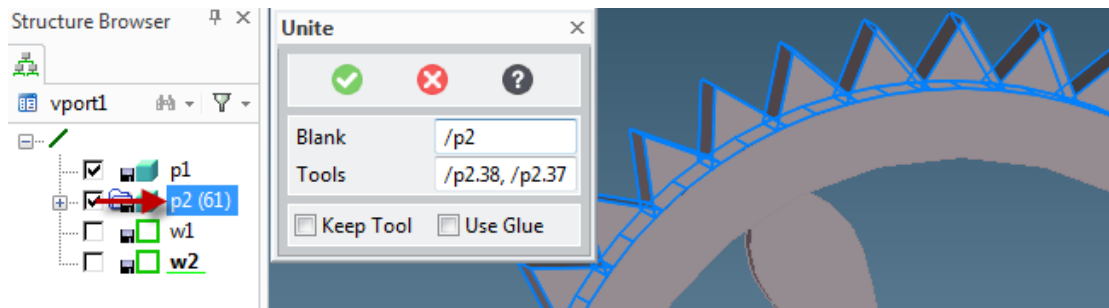 Structure Browser
vport1
p1
p2 (61)
w1
w2
Unite
Blank
/p2
Tools
/p2.38, /p2.37
Keep Tool
Use Glue